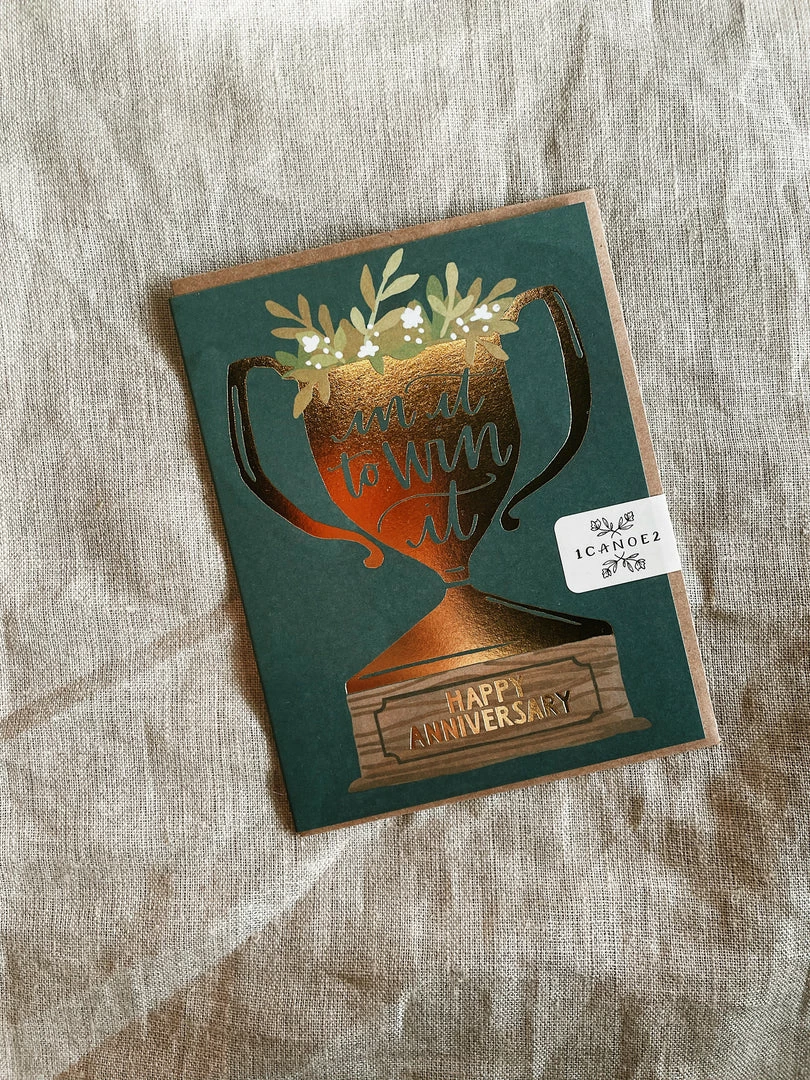 in it
to win
it
1CANOE2
HAPPY
ANNIVERSARY